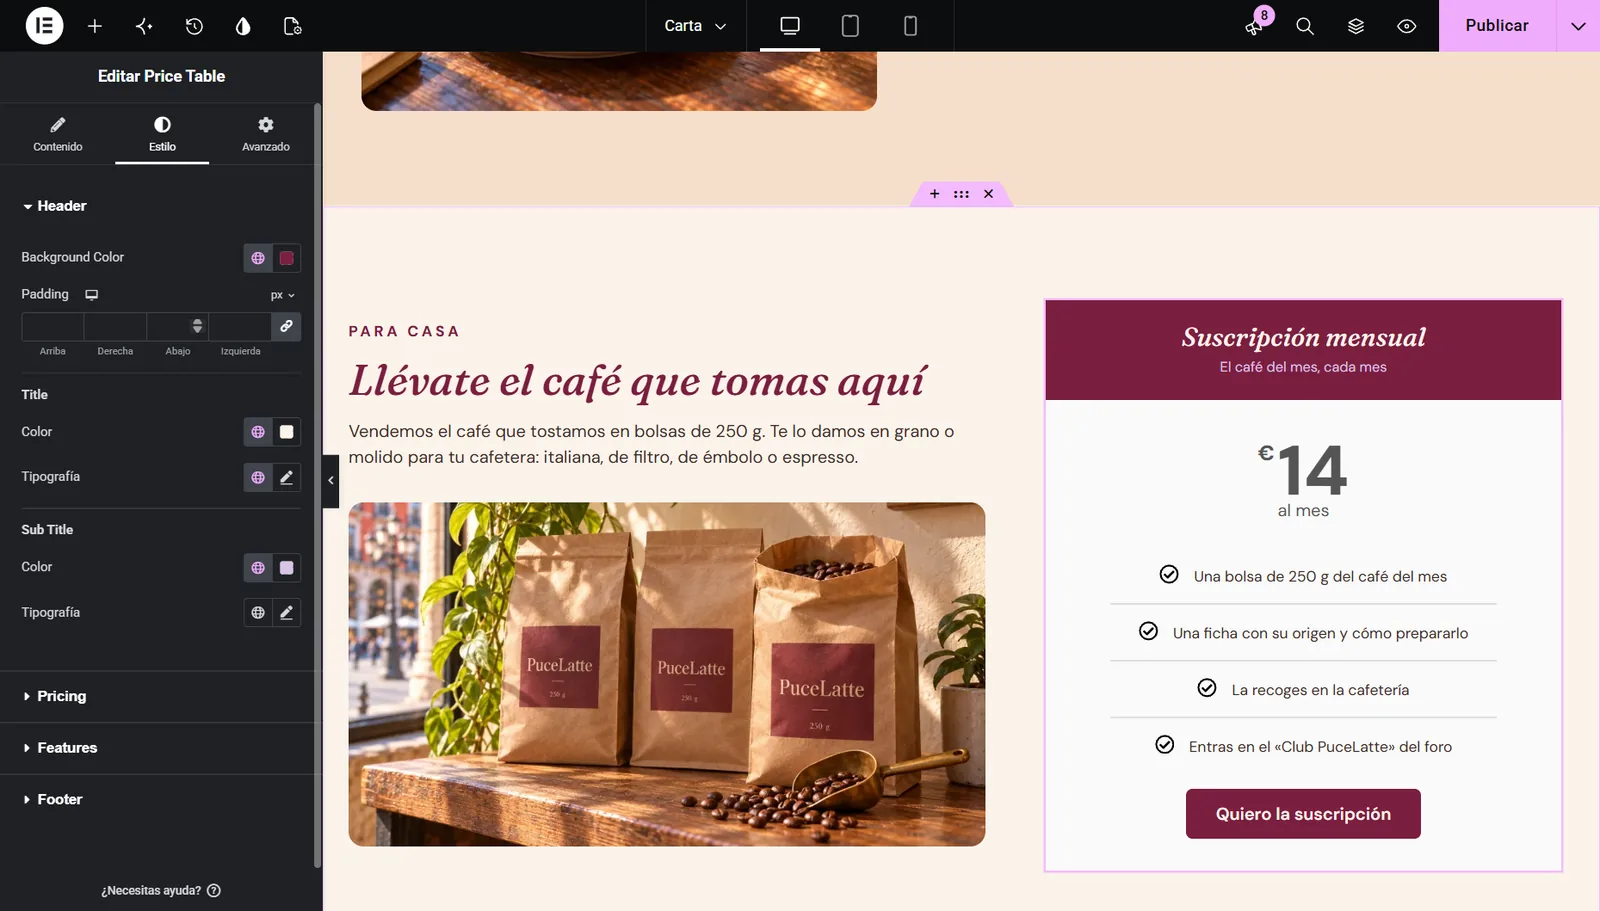 Carta
8
Publicar
Editar Price Table
Contenido
Estilo
Avanzado
Header
Background Color
Padding
px
Arriba
Derecha
Abajo
Izquierda
Title
Color
Tipografía
Sub Title
Color
Tipografía
Pricing
Features
Footer
¿Necesitas ayuda?
PARA CASA
Llévate el café que tomas aquí
Vendemos el café que tostamos en bolsas de 250 g. Te lo damos en grano o
molido para tu cafetera: italiana, de filtro, de émbolo o espresso.
PuceLatte
250 g
PuceLatte
250 g
PuceLatte
250 g
Suscripción mensual
El café del mes, cada mes
€14
al mes
Una bolsa de 250 g del café del mes
Una ficha con su origen y cómo prepararlo
La recoges en la cafetería
Entras en el «Club PuceLatte» del foro
Quiero la suscripción